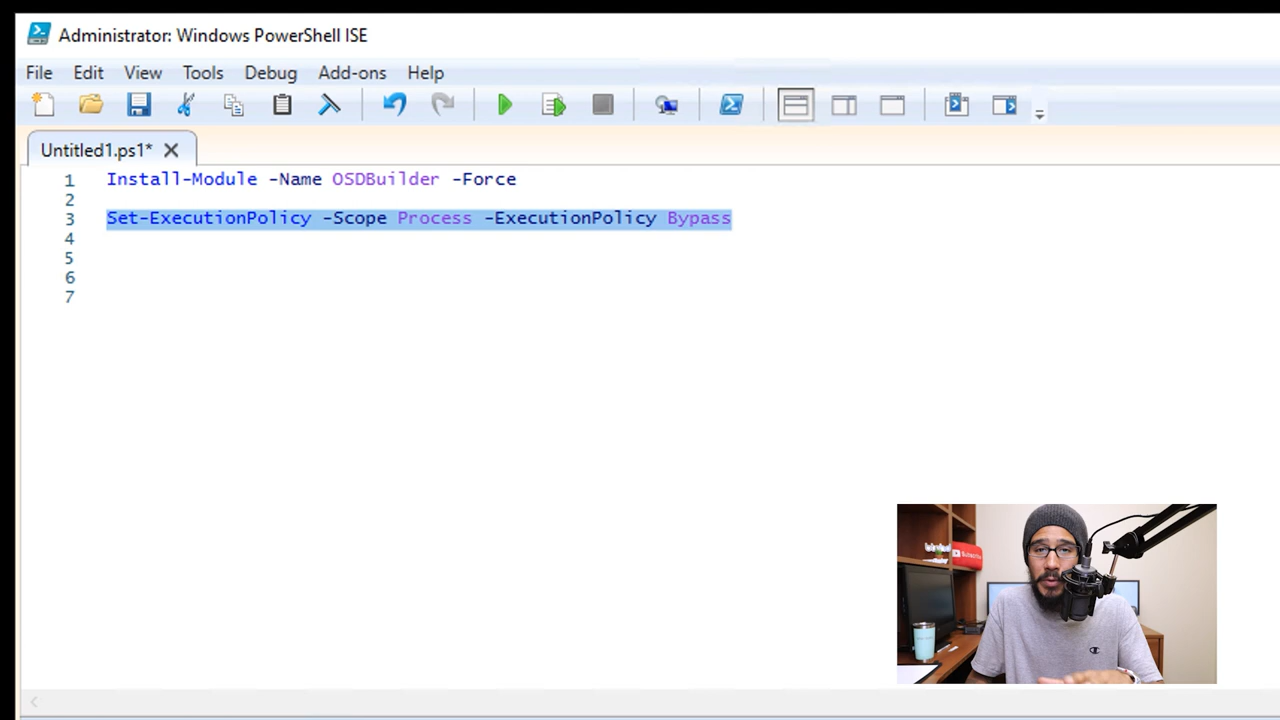 Administrator: Windows PowerShell ISE
File Edit View Tools Debug Add-ons Help
Untitled1.ps1*
1 Install-Module -Name OSDBuilder -Force
2
3 Set-ExecutionPolicy -Scope Process -ExecutionPolicy Bypass
4
5
6
7
Subscribe